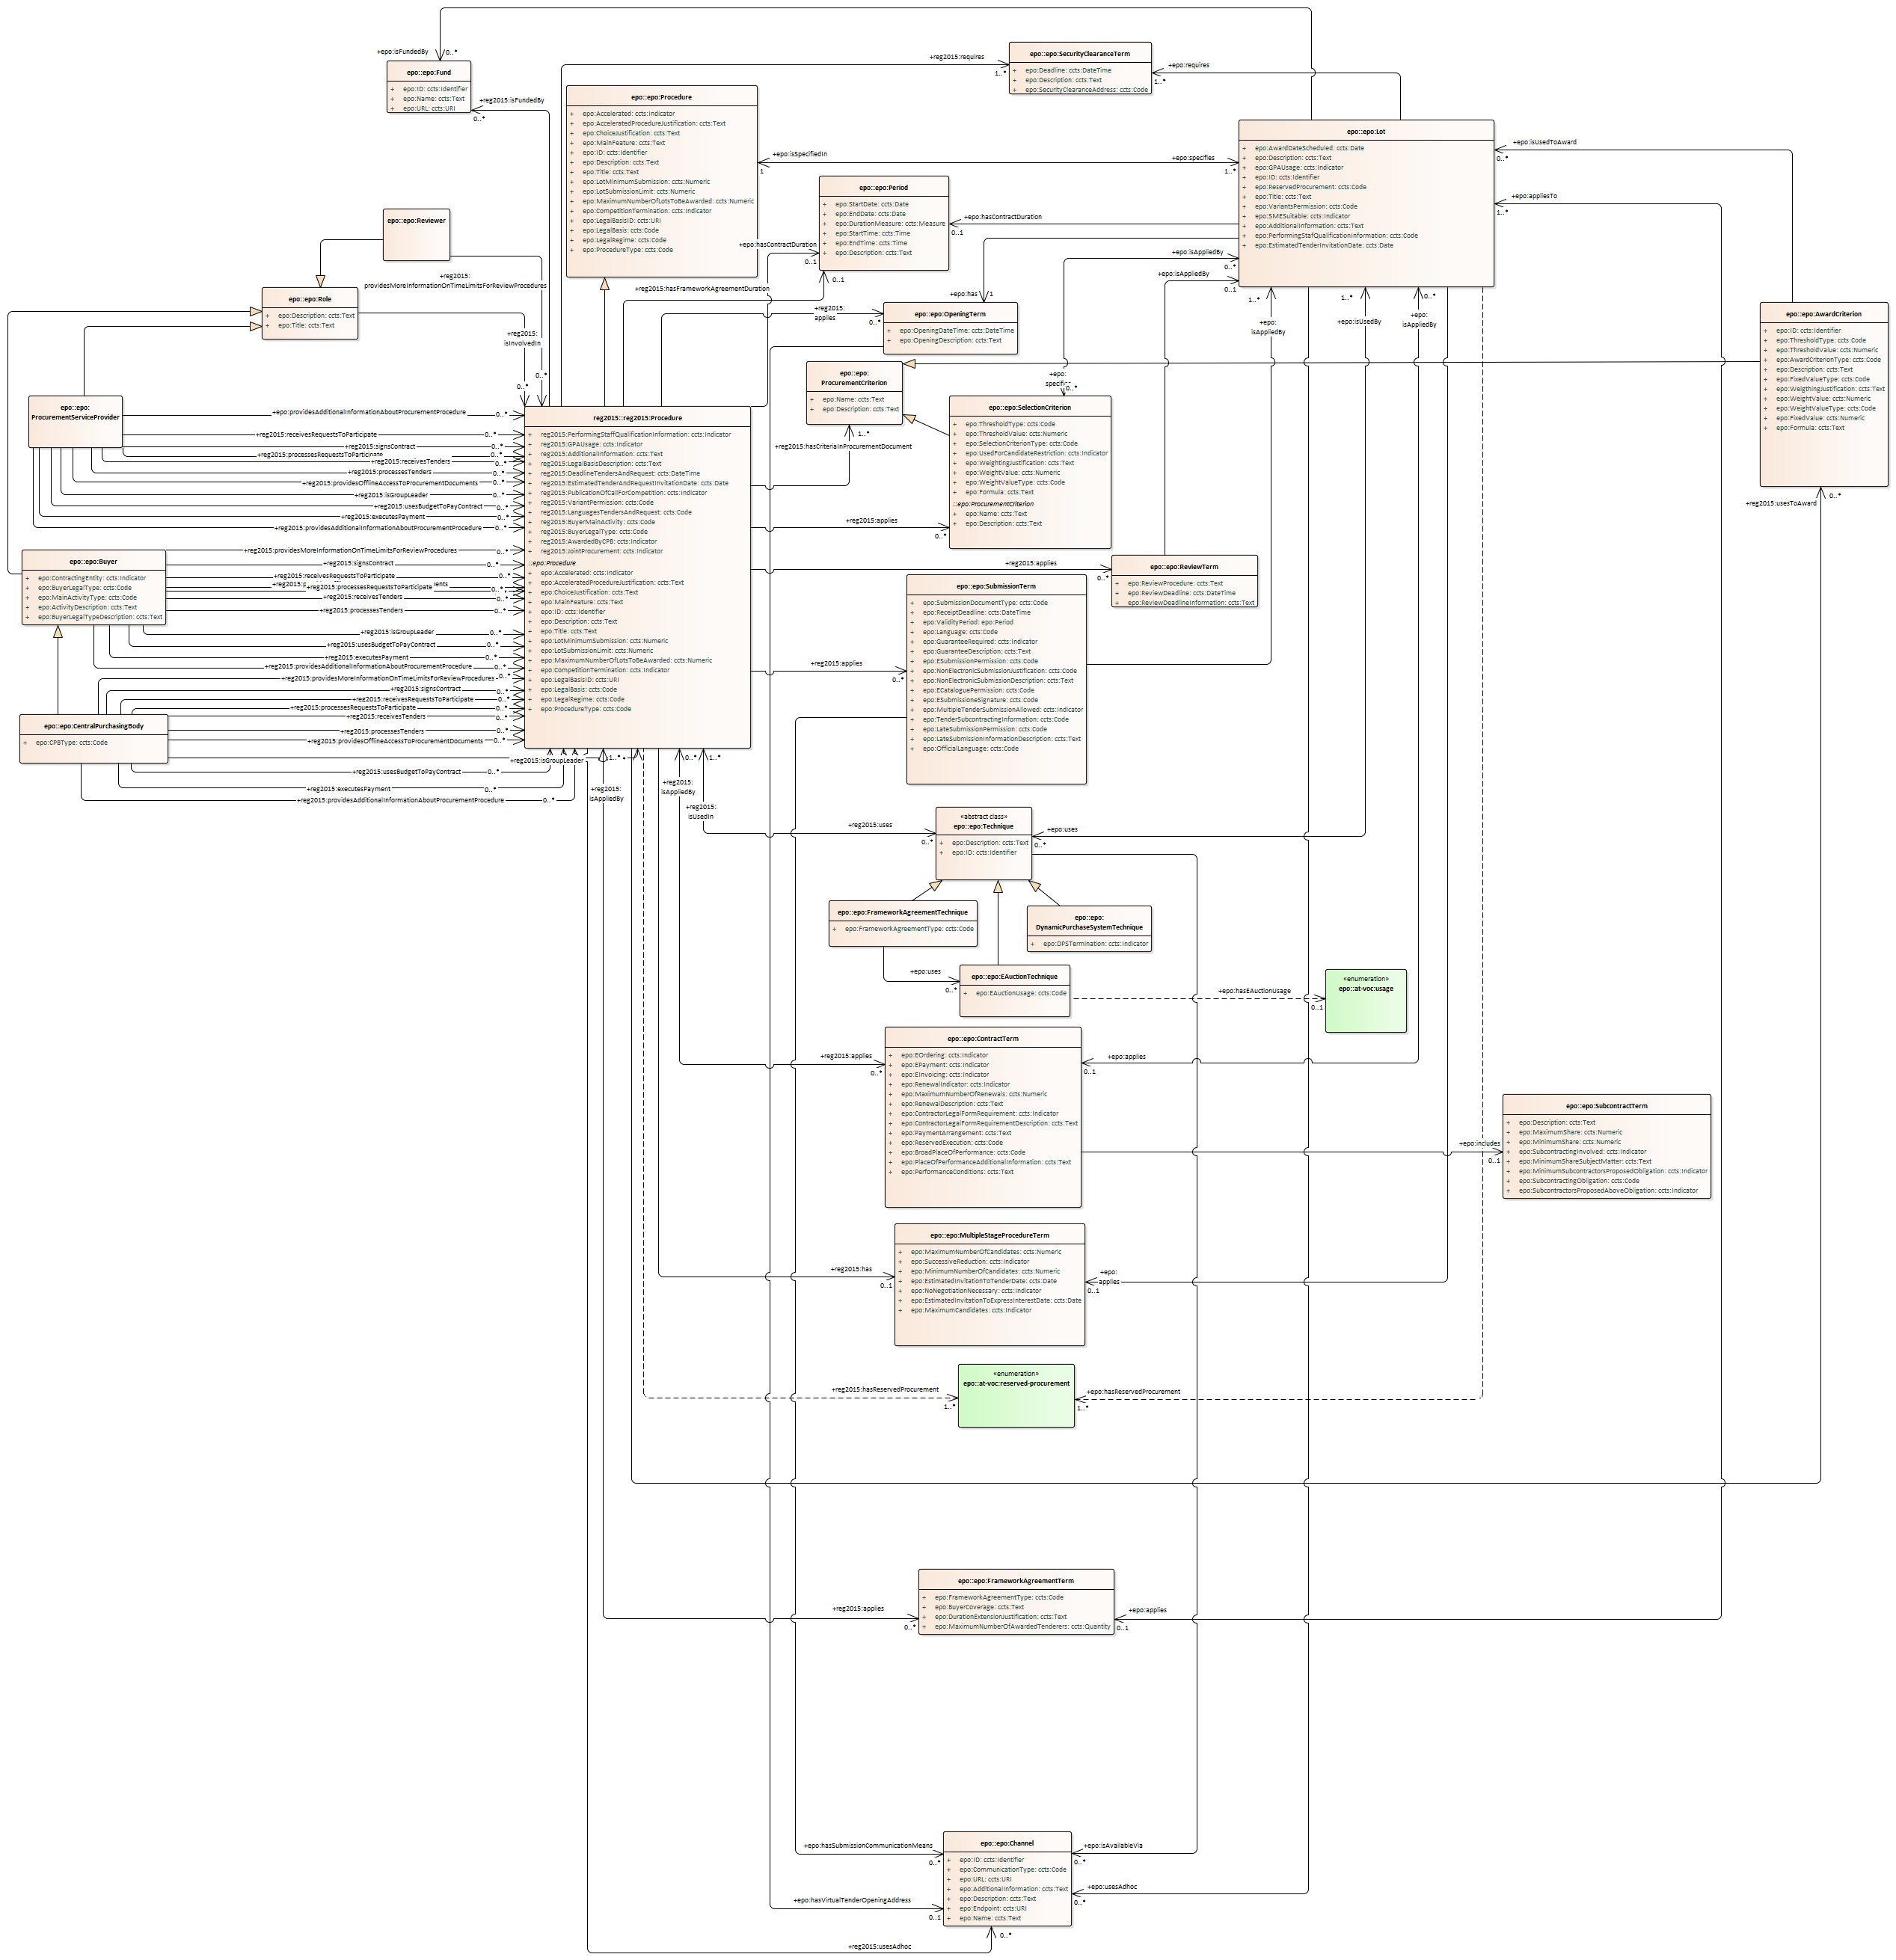 +epo:isFundedBy
0..*
epo::epo:Fund
+ epo:ID: ccts:Identifier
+ epo:Name: ccts:Text
+ epo:URL: ccts:URI
+reg2015:isFundedBy
0..*
+reg2015:requires
1..*
epo::epo:SecurityClearanceTerm
+ epo:Deadline: ccts:DateTime
+ epo:Description: ccts:Text
+ epo:SecurityClearanceAddress: ccts:Code
+epo:requires
1..*
epo::epo:Procedure
+ epo:Accelerated: ccts:Indicator
+ epo:AcceleratedProcedureJustification: ccts:Text
+ epo:ChoiceJustification: ccts:Text
+ epo:MainFeature: ccts:Text
+ epo:ID: ccts:Identifier
+ epo:Description: ccts:Text
+ epo:Title: ccts:Text
+ epo:LotMinimumSubmission: ccts:Numeric
+ epo:LotSubmissionLimit: ccts:Numeric
+ epo:MaximumNumberOfLotsToBeAwarded: ccts:Numeric
+ epo:CompetitionTermination: ccts:Indicator
+ epo:LegalBasisID: ccts:URI
+ epo:LegalBasis: ccts:Code
+ epo:LegalRegime: ccts:Code
+ epo:ProcedureType: ccts:Code
+epo:isSpecifiedIn
1
+epo:specifies
1..*
epo::epo:Lot
+ epo:AwardDateScheduled: ccts:Date
+ epo:Description: ccts:Text
+ epo:GPAUsage: ccts:Indicator
+ epo:ID: ccts:Identifier
+ epo:ReservedProcurement: ccts:Code
+ epo:Title: ccts:Text
+ epo:VariantsPermission: ccts:Code
+ epo:SMESuitable: ccts:Indicator
+ epo:AdditionalInformation: ccts:Text
+ epo:PerformingStafQualificationInformation: ccts:Code
+ epo:EstimatedTenderInvitationDate: ccts:Date
+epo:isUsedToAward
0..*
+epo:appliesTo
1..*
epo::epo:Period
+ epo:StartDate: ccts:Date
+ epo:EndDate: ccts:Date
+ epo:DurationMeasure: ccts:Measure
+ epo:StartTime: ccts:Time
+ epo:EndTime: ccts:Time
+ epo:Description: ccts:Text
+epo:hasContractDuration
0..1
+epo:hasContractDuration
0..1
+reg2015:hasFrameworkAgreementDuration
0..1
epo::epo:Reviewer
+reg2015:
providesMoreInformationOnTimeLimitsForReviewProcedures
0..*
epo::epo:Role
+ epo:Description: ccts:Text
+ epo:Title: ccts:Text
+reg2015:
isInvolvedIn
0..*
+epo:has
1
+reg2015:
applies
0..*
epo::epo:OpeningTerm
+ epo:OpeningDateTime: ccts:DateTime
+ epo:OpeningDescription: ccts:Text
+epo:isAppliedBy
0..*
+epo:isAppliedBy
0..1
1..*
+epo:
isAppliedBy
1..*
+epo:isUsedBy
0..*
+epo:
isAppliedBy
epo::epo:AwardCriterion
+ epo:ID: ccts:Identifier
+ epo:ThresholdType: ccts:Code
+ epo:ThresholdValue: ccts:Numeric
+ epo:AwardCriterionType: ccts:Code
+ epo:Description: ccts:Text
+ epo:FixedValueType: ccts:Code
+ epo:WeigthingJustification: ccts:Text
+ epo:WeightValue: ccts:Numeric
+ epo:WeightValueType: ccts:Code
+ epo:FixedValue: ccts:Numeric
+ epo:Formula: ccts:Text
+reg2015:usesToAward
0..*
epo::epo:
ProcurementCriterion
+ epo:Name: ccts:Text
+ epo:Description: ccts:Text
1..*
+reg2015:hasCriteriaInProcurementDocument
+epo:
0..*
epo::epo:SelectionCriterion
+ epo:ThresholdType: ccts:Code
+ epo:ThresholdValue: ccts:Numeric
+ epo:SelectionCriterionType: ccts:Code
+ epo:UsedForCandidateRestriction: ccts:Indicator
+ epo:WeightingJustification: ccts:Text
+ epo:WeightValue: ccts:Numeric
+ epo:WeightValueType: ccts:Code
+ epo:Formula: ccts:Text
::epo:ProcurementCriterion
+ epo:Name: ccts:Text
+ epo:Description: ccts:Text
+reg2015:applies
0..*
epo::epo:
ProcurementServiceProvider
+epo:providesAdditionalInformationAboutProcurementProcedure 0..*
+reg2015:receivesRequestsToParticipate 0..*
+reg2015:signsContract 0..*
+reg2015:processesRequestsToParticipate 0..*
+reg2015:receivesTenders 0..*
+reg2015:processesTenders 0..*
+reg2015:providesOfflineAccessToProcurementDocuments 0..*
+reg2015:isGroupLeader 0..*
+reg2015:usesBudgetToPayContract 0..*
+reg2015:executesPayment 0..*
+reg2015:providesAdditionalInformationAboutProcurementProcedure 0..*
reg2015::reg2015:Procedure
+ reg2015:PerformingStaffQualificationInformation: ccts:Indicator
+ reg2015:GPAUsage: ccts:Indicator
+ reg2015:AdditionalInformation: ccts:Text
+ reg2015:LegalBasisDescription: ccts:Text
+ reg2015:DeadlineTendersAndRequest: ccts:DateTime
+ reg2015:EstimatedTenderAndRequestInvitationDate: ccts:Date
+ reg2015:PublicationOfCallForCompetition: ccts:Indicator
+ reg2015:VariantPermission: ccts:Code
+ reg2015:LanguagesTendersAndRequest: ccts:Code
+ reg2015:BuyerMainActivity: ccts:Code
+ reg2015:BuyerLegalType: ccts:Code
+ reg2015:AwardedByCPB: ccts:Indicator
+ reg2015:JointProcurement: ccts:Indicator
::epo:Procedure
+ epo:Accelerated: ccts:Indicator
+ epo:AcceleratedProcedureJustification: ccts:Text
+ epo:ChoiceJustification: ccts:Text
+ epo:MainFeature: ccts:Text
+ epo:ID: ccts:Identifier
+ epo:Description: ccts:Text
+ epo:Title: ccts:Text
+ epo:LotMinimumSubmission: ccts:Numeric
+ epo:LotSubmissionLimit: ccts:Numeric
+ epo:MaximumNumberOfLotsToBeAwarded: ccts:Numeric
+ epo:CompetitionTermination: ccts:Indicator
+ epo:LegalBasisID: ccts:URI
+ epo:LegalBasis: ccts:Code
+ epo:LegalRegime: ccts:Code
+ epo:ProcedureType: ccts:Code
epo::epo:Buyer
+ epo:ContractingEntity: ccts:Indicator
+ epo:BuyerLegalType: ccts:Code
+ epo:MainActivityType: ccts:Code
+ epo:ActivityDescription: ccts:Text
+ epo:BuyerLegalTypeDescription: ccts:Text
+reg2015:providesMoreInformationOnTimeLimitsForReviewProcedures 0..*
+reg2015:signsContract 0..*
+reg2015:receivesRequestsToParticipate 0..*
+reg2015:processesRequestsToParticipate 0..*
+reg2015:receivesTenders 0..*
+reg2015:processesTenders 0..*
+reg2015:isGroupLeader 0..*
+reg2015:usesBudgetToPayContract 0..*
+reg2015:executesPayment 0..*
+reg2015:providesAdditionalInformationAboutProcurementProcedure 0..*
+reg2015:providesMoreInformationOnTimeLimitsForReviewProcedures 0..*
+reg2015:signsContract 0..*
+reg2015:receivesRequestsToParticipate 0..*
+reg2015:processesRequestsToParticipate 0..*
+reg2015:receivesTenders 0..*
+reg2015:processesTenders 0..*
+reg2015:providesOfflineAccessToProcurementDocuments 0..*
epo::epo:CentralPurchasingBody
+ epo:CPBType: ccts:Code
+reg2015:isGroupLeader
+reg2015:usesBudgetToPayContract 0..*
+reg2015:executesPayment 0..*
+reg2015:providesAdditionalInformationAboutProcurementProcedure 0..*
1..*
+reg2015:
isAppliedBy
0..*
+reg2015:
isAppliedBy
1..*
+reg2015:
isUsedIn
+reg2015:applies
0..*
epo::epo:ReviewTerm
+ epo:ReviewProcedure: ccts:Text
+ epo:ReviewDeadline: ccts:DateTime
+ epo:ReviewDeadlineInformation: ccts:Text
epo::epo:SubmissionTerm
+ epo:SubmissionDocumentType: ccts:Code
+ epo:ReceiptDeadline: ccts:DateTime
+ epo:ValidityPeriod: epo:Period
+ epo:Language: ccts:Code
+ epo:GuaranteeRequired: ccts:Indicator
+ epo:GuaranteeDescription: ccts:Text
+ epo:ESubmissionPermission: ccts:Code
+ epo:NonElectronicSubmissionJustification: ccts:Code
+ epo:NonElectronicSubmissionDescription: ccts:Text
+ epo:ECataloguePermission: ccts:Code
+ epo:ESubmissioneSignature: ccts:Code
+ epo:MultipleTenderSubmissionAllowed: ccts:Indicator
+ epo:TenderSubcontractingInformation: ccts:Code
+ epo:LateSubmissionPermission: ccts:Code
+ epo:LateSubmissionInformationDescription: ccts:Text
+ epo:OfficialLanguage: ccts:Code
+reg2015:applies
0..*
+reg2015:uses
0..*
«abstract class»
epo::epo:Technique
+ epo:Description: ccts:Text
+ epo:ID: ccts:Identifier
+epo:uses
0..*
epo::epo:FrameworkAgreementTechnique
+ epo:FrameworkAgreementType: ccts:Code
epo::epo:
DynamicPurchaseSystemTechnique
+ epo:DPSTermination: ccts:Indicator
+epo:uses
0..*
epo::epo:EAuctionTechnique
+ epo:EAuctionUsage: ccts:Code
+epo:hasEAuctionUsage
0..1
«enumeration»
epo::at-voc:usage
+reg2015:applies
0..*
epo::epo:ContractTerm
+ epo:EOrdering: ccts:Indicator
+ epo:EPayment: ccts:Indicator
+ epo:EInvoicing: ccts:Indicator
+ epo:RenewalIndicator: ccts:Indicator
+ epo:MaximumNumberOfRenewals: ccts:Numeric
+ epo:RenewalDescription: ccts:Text
+ epo:ContractorLegalFormRequirement: ccts:Indicator
+ epo:ContractorLegalFormRequirementDescription: ccts:Text
+ epo:PaymentArrangement: ccts:Text
+ epo:ReservedExecution: ccts:Code
+ epo:BroadPlaceOfPerformance: ccts:Code
+ epo:PlaceOfPerformanceAdditionalInformation: ccts:Text
+ epo:PerformanceConditions: ccts:Text
+epo:applies
0..1
+epo:includes
0..1
epo::epo:SubcontractTerm
+ epo:Description: ccts:Text
+ epo:MaximumShare: ccts:Numeric
+ epo:MinimumShare: ccts:Numeric
+ epo:SubcontractingInvolved: ccts:Indicator
+ epo:MinimumShareSubjectMatter: ccts:Text
+ epo:MinimumSubcontractorsProposedObligation: ccts:Indicator
+ epo:SubcontractingObligation: ccts:Code
+ epo:SubcontractorsProposedAboveObligation: ccts:Indicator
+reg2015:has
0..1
epo::epo:MultipleStageProcedureTerm
+ epo:MaximumNumberOfCandidates: ccts:Numeric
+ epo:SuccessiveReduction: ccts:Indicator
+ epo:MinimumNumberOfCandidates: ccts:Numeric
+ epo:EstimatedInvitationToTenderDate: ccts:Date
+ epo:NoNegotiationNecessary: ccts:Indicator
+ epo:EstimatedInvitationToExpressInterestDate: ccts:Date
+ epo:MaximumCandidates: ccts:Indicator
+epo:
applies
0..1
+reg2015:hasReservedProcurement
1..*
«enumeration»
epo::at-voc:reserved-procurement
+epo:hasReservedProcurement
1..*
+reg2015:applies
0..*
epo::epo:FrameworkAgreementTerm
+ epo:FrameworkAgreementType: ccts:Code
+ epo:BuyerCoverage: ccts:Text
+ epo:DurationExtensionJustification: ccts:Text
+ epo:MaximumNumberOfAwardedTenderers: ccts:Quantity
+epo:applies
0..1
+epo:hasSubmissionCommunicationMeans
0..*
+epo:hasVirtualTenderOpeningAddress
0..1
epo::epo:Channel
+ epo:ID: ccts:Identifier
+ epo:CommunicationType: ccts:Code
+ epo:URL: ccts:URI
+ epo:AdditionalInformation: ccts:Text
+ epo:Description: ccts:Text
+ epo:Endpoint: ccts:URI
+ epo:Name: ccts:Text
+epo:isAvailableVia
0..*
+epo:usesAdhoc
0..*
+reg2015:usesAdhoc
0..*